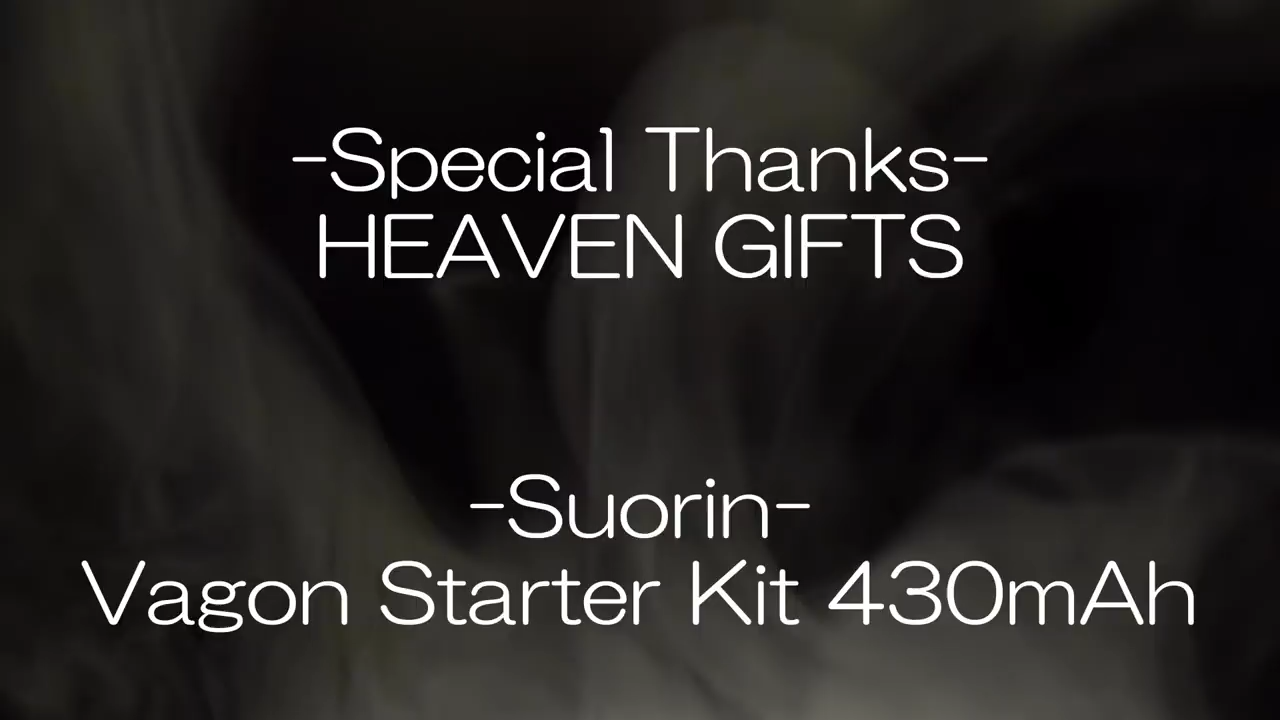 -Special Thanks-
HEAVEN GIFTS
-Suorin-
Vagon Starter Kit 430mAh